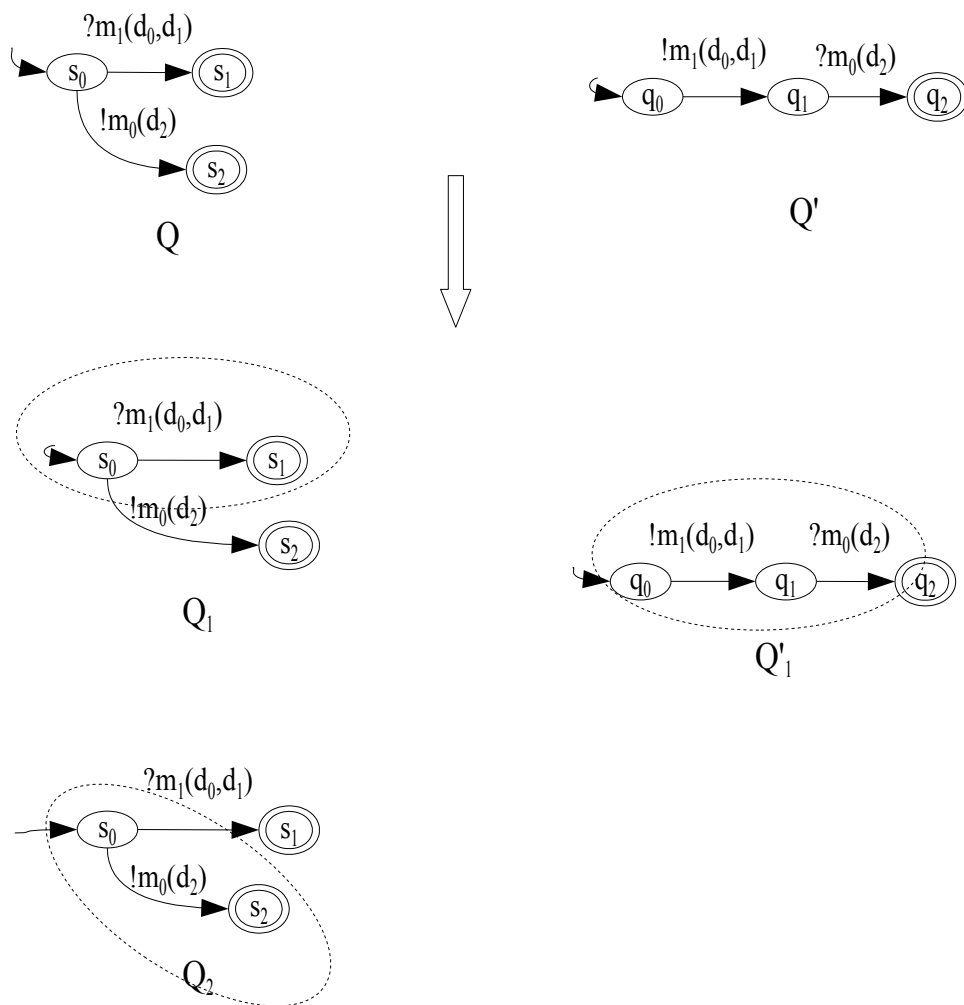 ?m₁(d₀,d₁)
s₀
s₁
!m₀(d₂)
s₂
Q
!m₁(d₀,d₁)
?m₀(d₂)
q₀
q₁
q₂
Q'
?m₁(d₀,d₁)
s₀
s₁
!m₀(d₂)
s₂
Q₁
!m₁(d₀,d₁)
?m₀(d₂)
q₀
q₁
q₂
Q'₁
?m₁(d₀,d₁)
s₀
s₁
!m₀(d₂)
s₂
Q₂